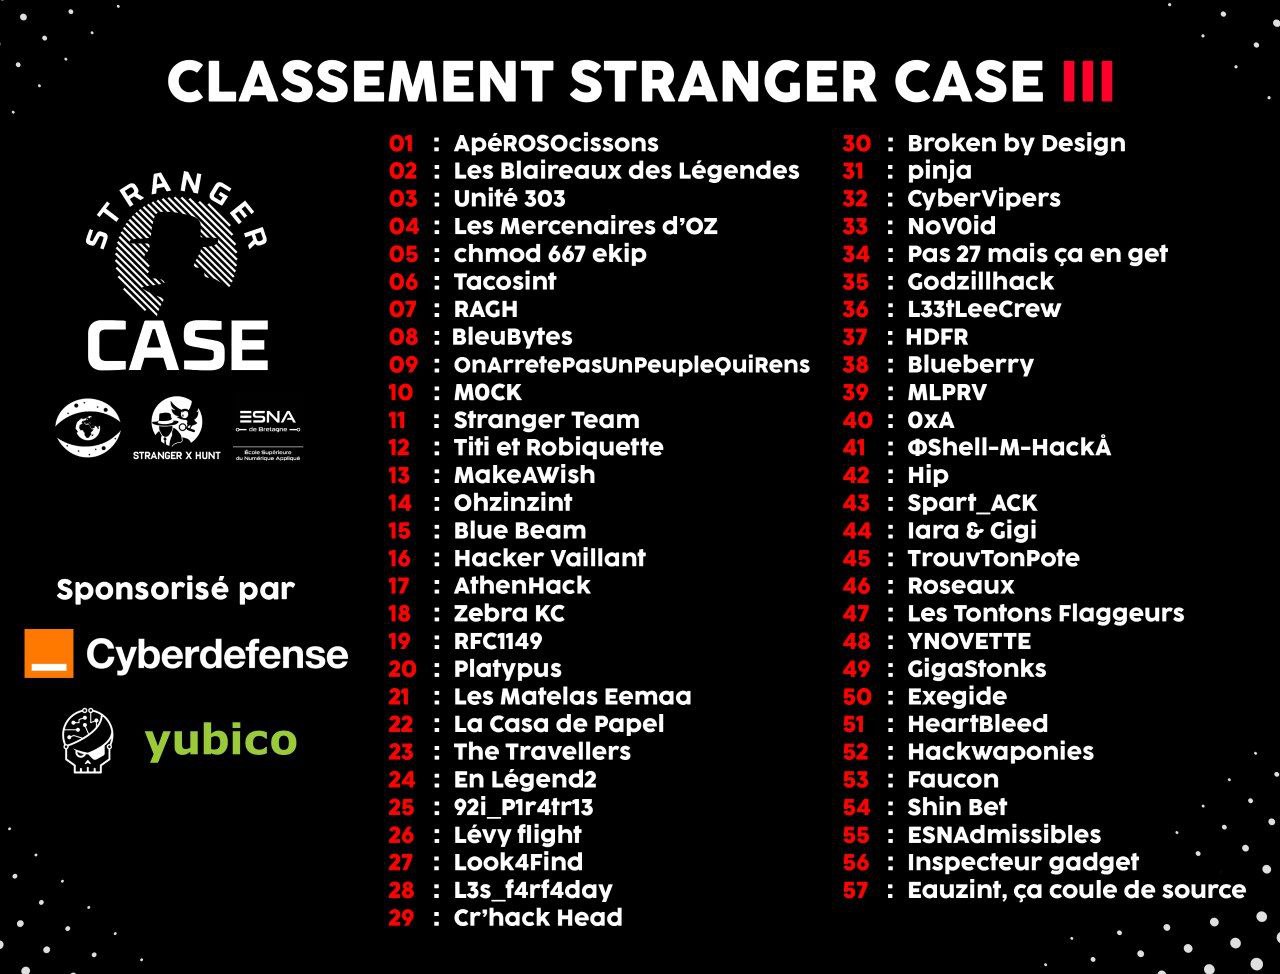 CLASSEMENT STRANGER CASE III
STRANGER
CASE
STRANGER X HUNT
ESNA
de Bretagne
École Supérieure
du Numérique Appliqué
Sponsorisé par
Cyberdefense
yubico
01 : ApéROSOcissons
02 : Les Blaireaux des Légendes
03 : Unité 303
04 : Les Mercenaires d'OZ
05 : chmod 667 ekip
06 : Tacosint
07 : RAGH
08 : BleuBytes
09 : OnArretePasUnPeupleQuiRens
10 : M0CK
11 : Stranger Team
12 : Titi et Robiquette
13 : MakeAWish
14 : Ohzinzint
15 : Blue Beam
16 : Hacker Vaillant
17 : AthenHack
18 : Zebra KC
19 : RFC1149
20 : Platypus
21 : Les Matelas Eemaa
22 : La Casa de Papel
23 : The Travellers
24 : En Légend2
25 : 92i_P1r4tr13
26 : Lévy flight
27 : Look4Find
28 : L3s_f4rf4day
29 : Cr'hack Head
30 : Broken by Design
31 : pinja
32 : CyberVipers
33 : NoV0id
34 : Pas 27 mais ça en get
35 : Godzillhack
36 : L33tLeeCrew
37 : HDFR
38 : Blueberry
39 : MLPRV
40 : 0xA
41 : ΦShell-M-HackÅ
42 : Hip
43 : Spart_ACK
44 : Iara & Gigi
45 : TrouvTonPote
46 : Roseaux
47 : Les Tontons Flaggeurs
48 : YNOVETTE
49 : GigaStonks
50 : Exegide
51 : HeartBleed
52 : Hackwaponies
53 : Faucon
54 : Shin Bet
55 : ESNAdmissibles
56 : Inspecteur gadget
57 : Eauzint, ça coule de source